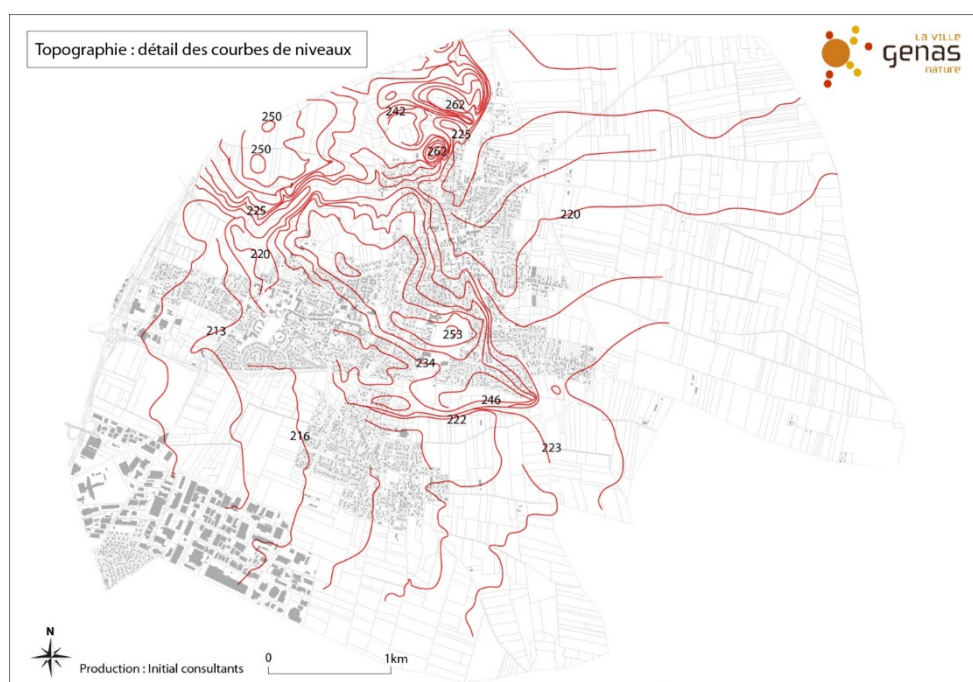 Topographie : détail des courbes de niveaux
LA VILLE
genas
NATURE
262
242
250
225
262
250
225
220
220
213
253
234
246
222
216
223
N
0
1km
Production : Initial consultants